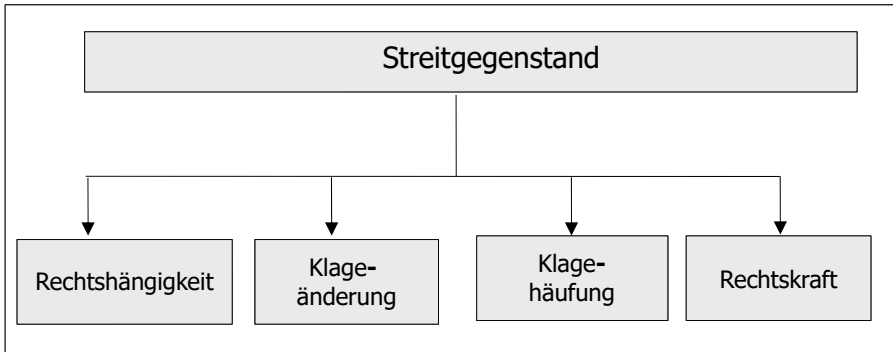 Streitgegenstand
Rechtshängigkeit
Klage-
änderung
Klage-
häufung
Rechtskraft